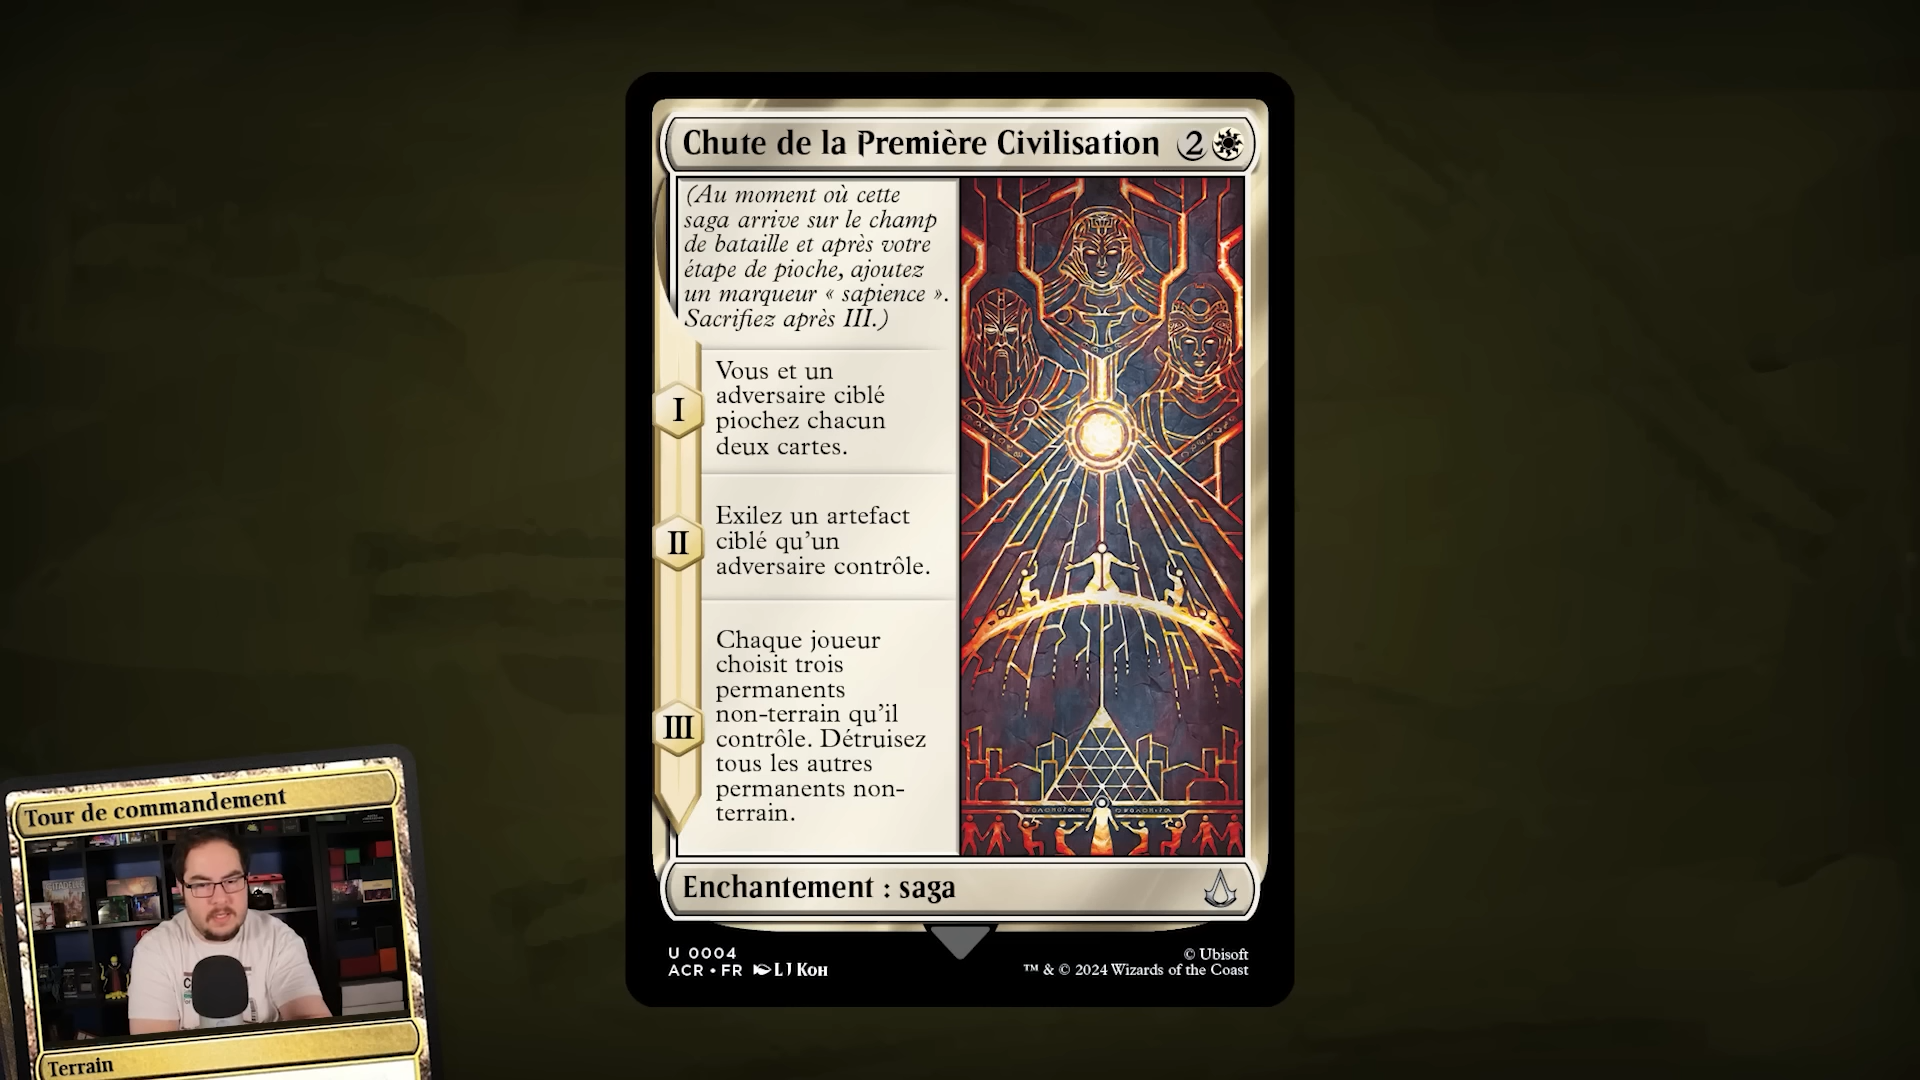 Chute de la Première Civilisation 2
(Au moment où cette
saga arrive sur le champ
de bataille et après votre
étape de pioche, ajoutez
un marqueur « sapience ».
Sacrifiez après III.)
I
Vous et un
adversaire ciblé
piochez chacun
deux cartes.
II
Exilez un artefact
ciblé qu'un
adversaire contrôle.
III
Chaque joueur
choisit trois
permanents
non-terrain qu'il
contrôle. Détruisez
tous les autres
permanents non-
terrain.
Enchantement : saga
U 0004
ACR • FR LJ Koh
© Ubisoft
™ & © 2024 Wizards of the Coast
Tour de commandement
CITADELLES
Terrain